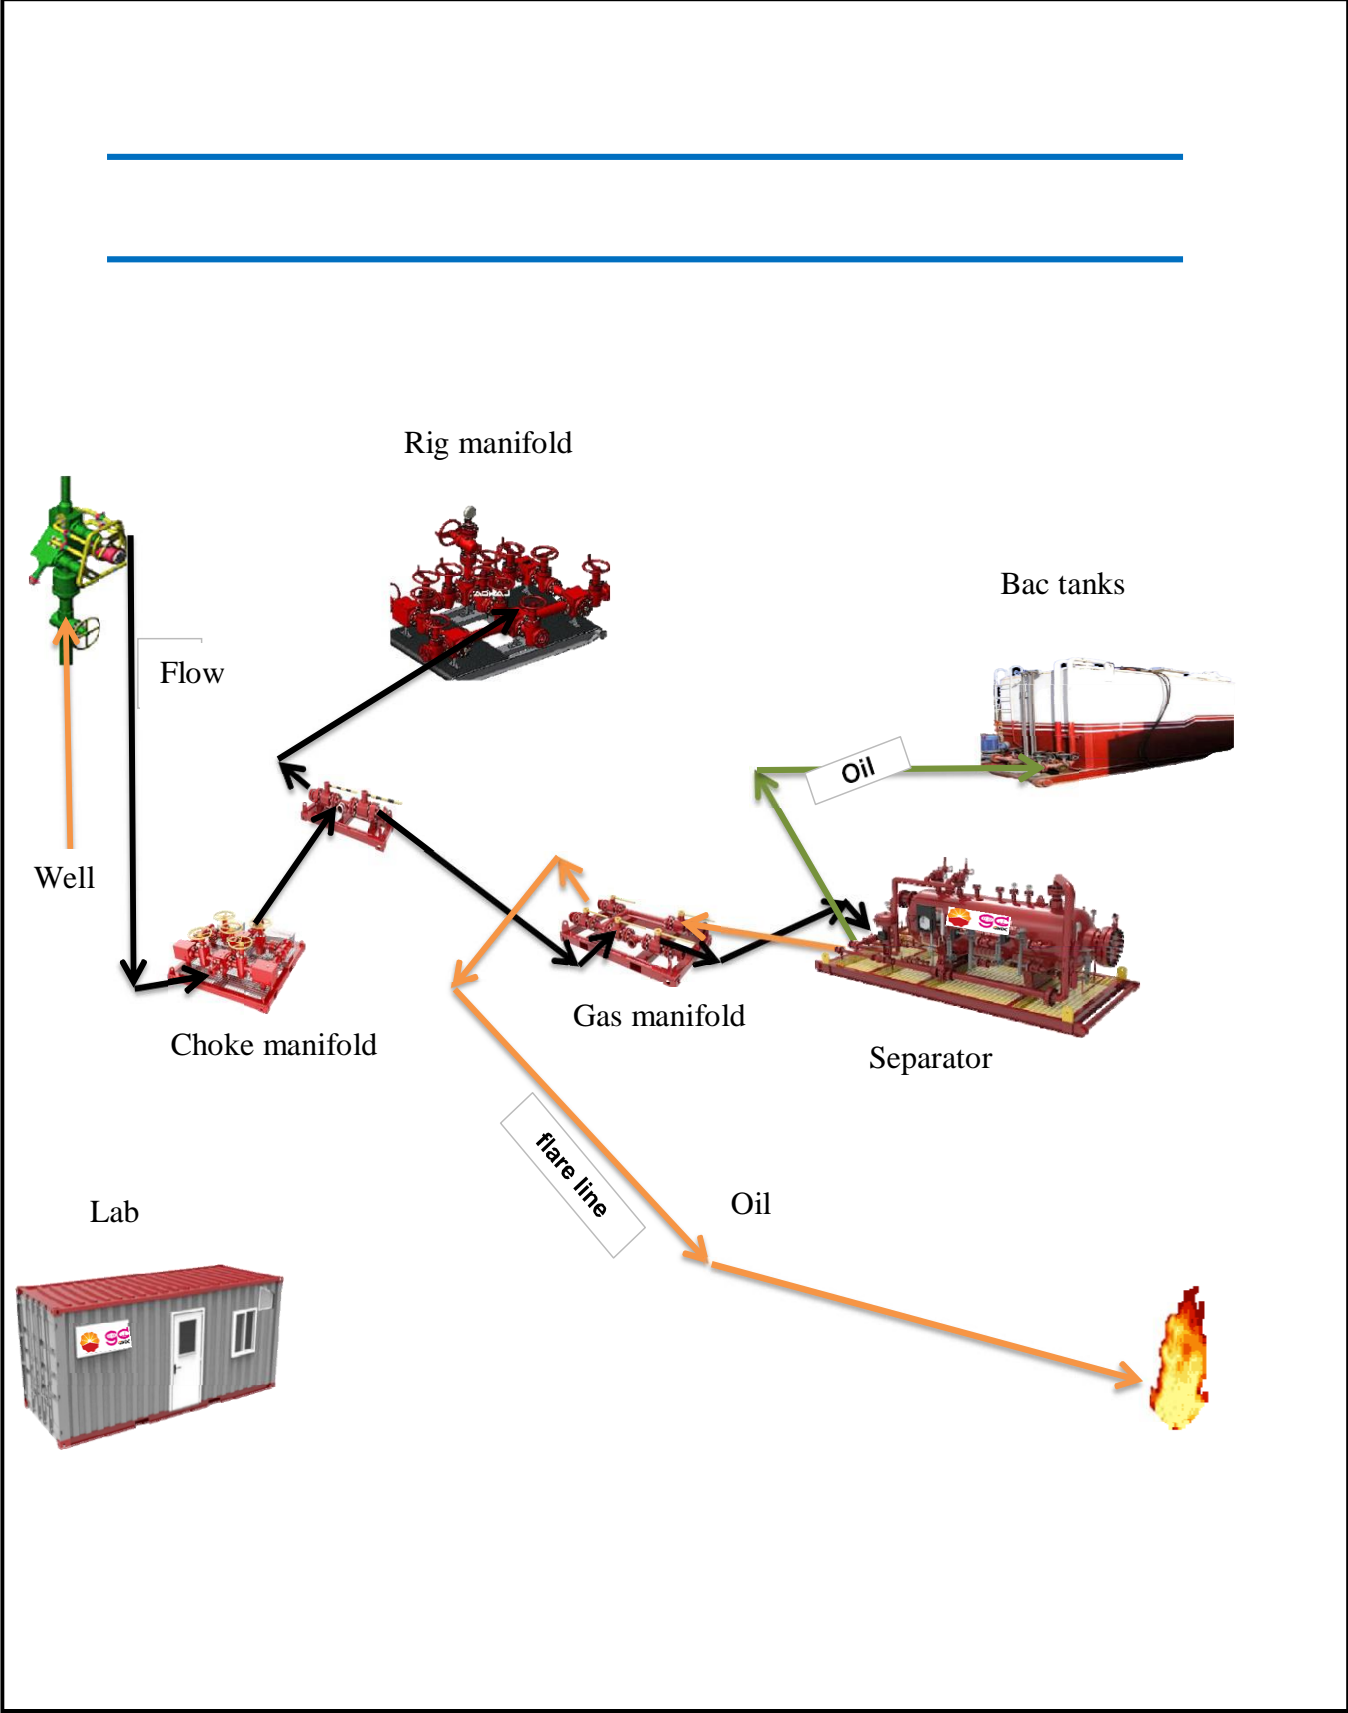 Rig manifold
Bac tanks
Flow
Oil
Well
Gas manifold
Choke manifold
Separator
flare line
Oil
Lab